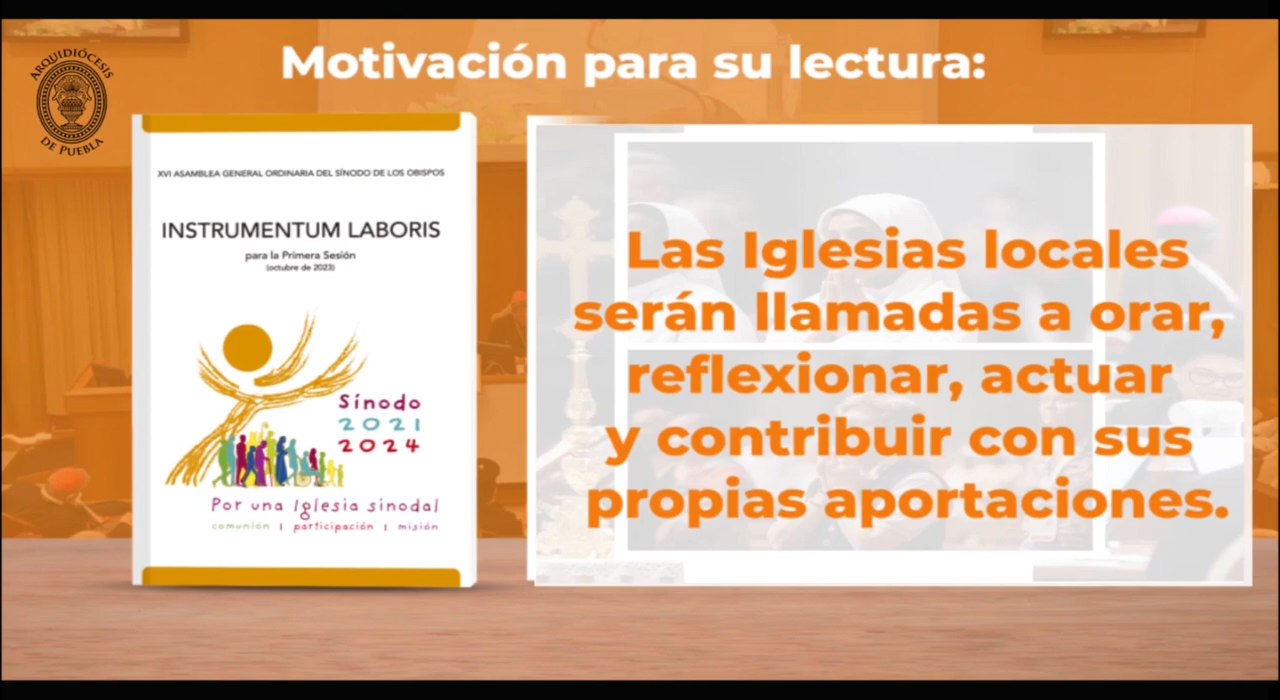 ARQUIDIÓCESIS
DE PUEBLA
Motivación para su lectura:
XVI ASAMBLEA GENERAL ORDINARIA DEL SÍNODO DE LOS OBISPOS
INSTRUMENTUM LABORIS
para la Primera Sesión
(octubre de 2023)
Sínodo
2021
2024
Por una Iglesia sinodal
comunión | participación | misión
Las Iglesias locales
serán llamadas a orar,
reflexionar, actuar
y contribuir con sus
propias aportaciones.